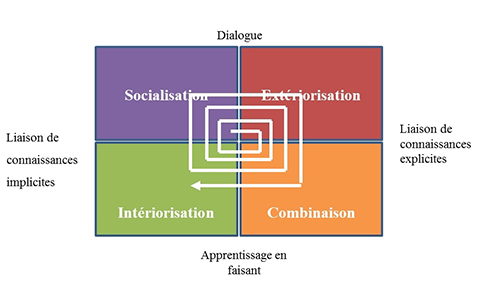 Dialogue
Socialisation
Extériorisation
Liaison de
connaissances
implicites
Liaison de
connaissances
explicites
Intériorisation
Combinaison
Apprentissage en
faisant